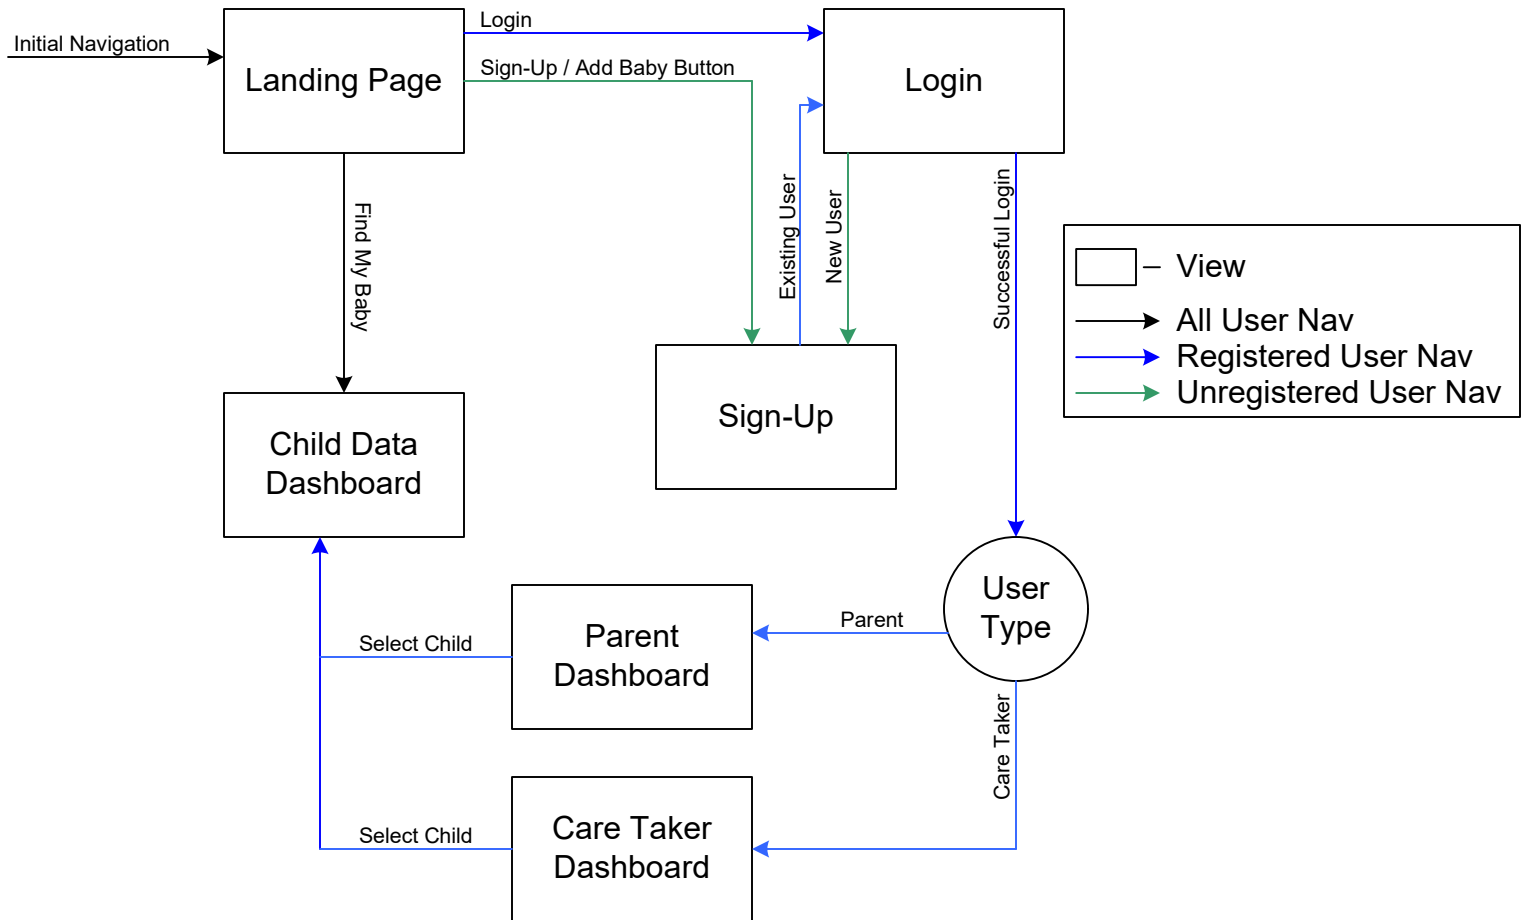 Initial Navigation
Landing Page
Login
Sign-Up / Add Baby Button
Login
Find My Baby
Existing User
New User
Successful Login
– View
All User Nav
Registered User Nav
Unregistered User Nav
Sign-Up
Child Data
Dashboard
User
Type
Parent
Parent
Dashboard
Select Child
Care Taker
Care Taker
Dashboard
Select Child